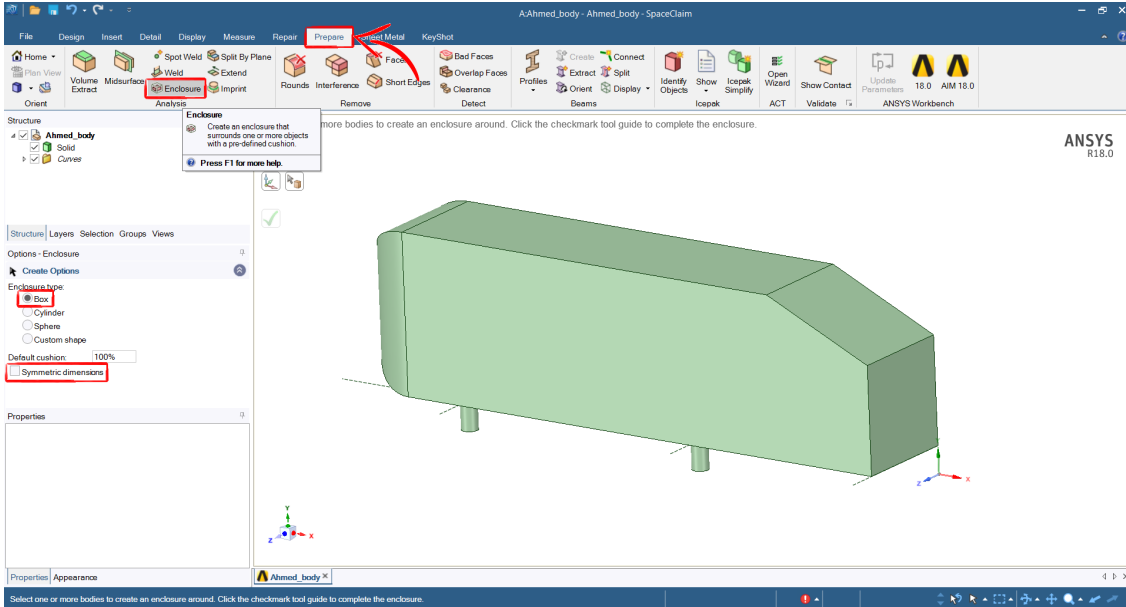 A:Ahmed_body - Ahmed_body - SpaceClaim
File Design Insert Detail Display Measure Repair Prepare Sheet Metal KeyShot
Home
Plan View
Orient
Volume Extract
Midsurface
Spot Weld
Weld
Enclosure
Split By Plane
Extend
Imprint
Analysis
Rounds
Interference
Faces
Short Edges
Remove
Bad Faces
Overlap Faces
Clearance
Detect
Profiles
Create
Extract
Orient
Connect
Split
Display
Beams
Identify Objects
Show
Icepak Simplify
Icepak
Open Wizard
ACT
Show Contact
Validate
Update Parameters
18.0
AIM 18.0
ANSYS Workbench
Structure
Ahmed_body
Solid
Curves
Enclosure
Create an enclosure that
surrounds one or more objects
with a pre-defined cushion.
Press F1 for more help.
more bodies to create an enclosure around. Click the checkmark tool guide to complete the enclosure.
ANSYS
R18.0
Structure Layers Selection Groups Views
Options - Enclosure
Create Options
Enclosure type:
Box
Cylinder
Sphere
Custom shape
Default cushion: 100%
Symmetric dimensions
Properties
Z X
Y
Z X
Properties Appearance
Ahmed_body
Select one or more bodies to create an enclosure around. Click the checkmark tool guide to complete the enclosure.